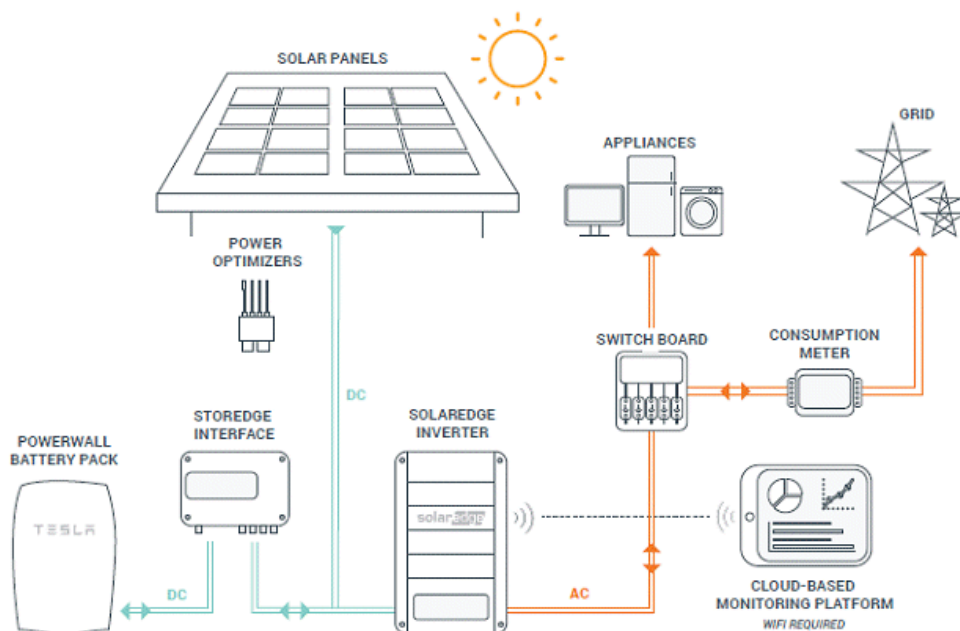 SOLAR PANELS
GRID
APPLIANCES
POWER
OPTIMIZERS
SWITCH BOARD
CONSUMPTION
METER
DC
STOREDGE
INTERFACE
SOLAREDGE
INVERTER
POWERWALL
BATTERY PACK
TESLA
solaredge
DC
AC
CLOUD-BASED
MONITORING PLATFORM
WIFI REQUIRED